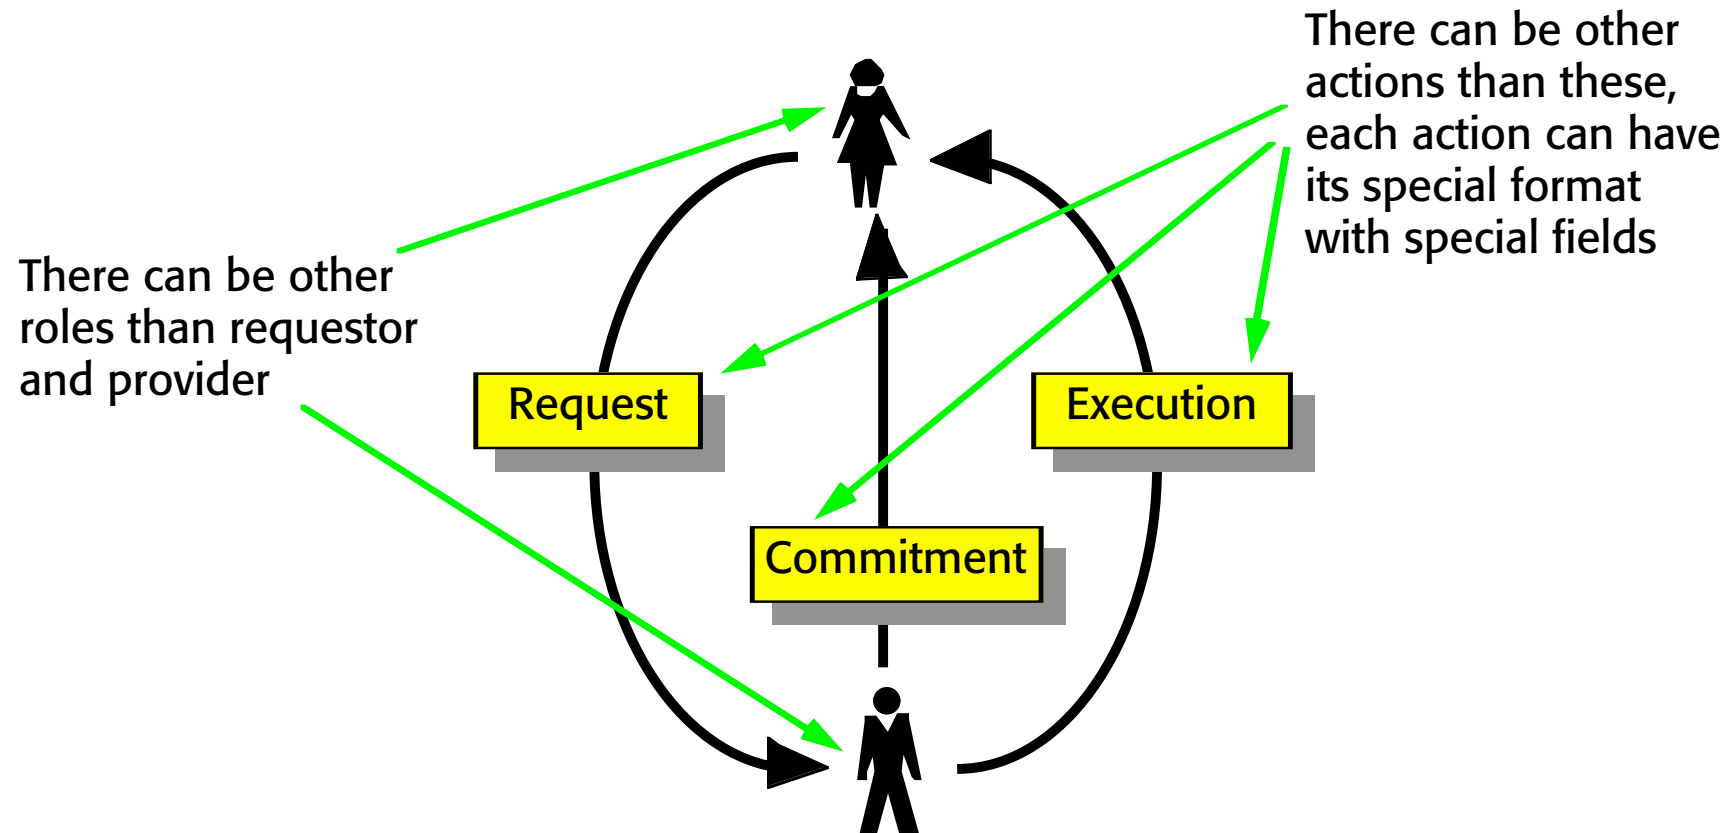 There can be other
actions than these,
each action can have
its special format
with special fields
There can be other
roles than requestor
and provider
Request
Execution
Commitment